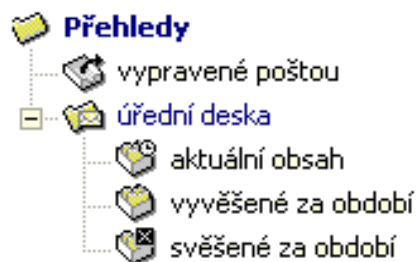 Přehledy
vypravené poštou
úřední deska
aktuální obsah
vyvěšené za období
svěšené za období